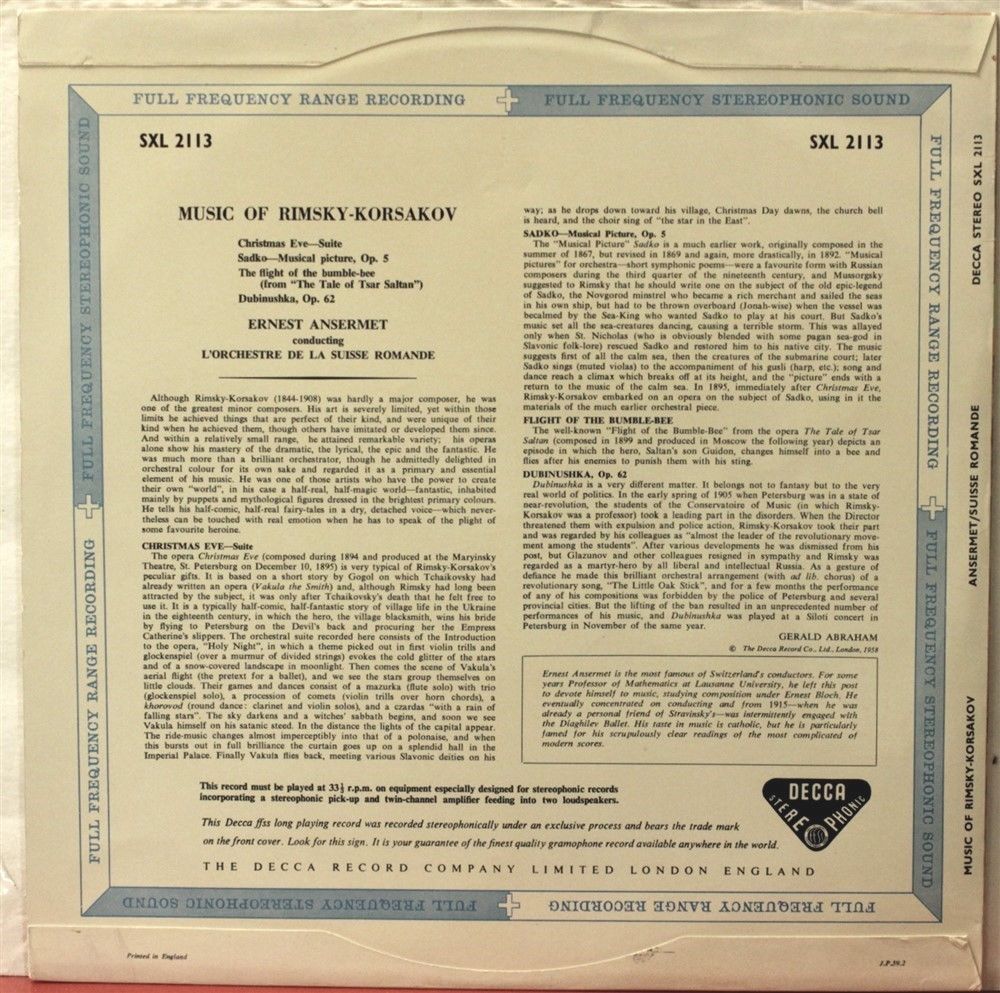 FULL FREQUENCY RANGE RECORDING
FULL FREQUENCY STEREOPHONIC SOUND
SXL 2113
SXL 2113
MUSIC OF RIMSKY-KORSAKOV
Christmas Eve—Suite
Sadko—Musical picture, Op. 5
The flight of the bumble-bee
(from "The Tale of Tsar Saltan")
Dubinushka, Op. 62
ERNEST ANSERMET
conducting
L'ORCHESTRE DE LA SUISSE ROMANDE
Although Rimsky-Korsakov (1844-1908) was hardly a major composer, he was
one of the greatest minor composers. His art is severely limited, yet within those
limits he achieved things that are perfect of their kind, and were unique of their
kind when he achieved them, though others have imitated or developed them since.
And within a relatively small range, he attained remarkable variety; his operas
alone show his mastery of the dramatic, the lyrical, the epic and the fantastic. He
was much more than a brilliant orchestrator, though he admittedly delighted in
orchestral colour for its own sake and regarded it as a primary and essential
element of his music. He was one of those artists who have the power to create
their own "world", in his case a half-real, half-magic world—fantastic, inhabited
mainly by puppets and mythological figures dressed in the brightest primary colours.
He tells his half-comic, half-real fairy-tales in a dry, detached voice—which never-
theless can be touched with real emotion when he has to speak of the plight of
some favourite heroine.
CHRISTMAS EVE—Suite
The opera Christmas Eve (composed during 1894 and produced at the Maryinsky
Theatre, St. Petersburg on December 10, 1895) is very typical of Rimsky-Korsakov's
peculiar gifts. It is based on a short story by Gogol on which Tchaikovsky had
already written an opera (Vakula the Smith) and, although Rimsky had long been
attracted by the subject, it was only after Tchaikovsky's death that he felt free to
use it. It is a typically half-comic, half-fantastic story of village life in the Ukraine
in the eighteenth century, in which the hero, the village blacksmith, wins his bride
by flying to Petersburg on the Devil's back and procuring her the Empress
Catherine's slippers. The orchestral suite recorded here consists of the Introduction
to the opera, "Holy Night", in which a theme picked out in first violin trills and
glockenspiel (over a murmur of divided strings) evokes the cold glitter of the stars
and of a snow-covered landscape in moonlight. Then comes the scene of Vakula's
aerial flight (the pretext for a ballet), and we see the stars group themselves on
little clouds. Their games and dances consist of a mazurka (flute solo) with trio
(glockenspiel solo), a procession of comets (violin trills over horn chords), a
khorovod (round dance: clarinet and violin solos), and a czardas "with a rain of
falling stars". The sky darkens and a witches' sabbath begins, and soon we see
Vakula himself on his satanic steed. In the distance the lights of the capital appear.
The ride-music changes almost imperceptibly into that of a polonaise, and when
this bursts out in full brilliance the curtain goes up on a splendid hall in the
Imperial Palace. Finally Vakula flies back, meeting various Slavonic deities on his
way; as he drops down toward his village, Christmas Day dawns, the church bell
is heard, and the choir sing of "the star in the East".
SADKO—Musical Picture, Op. 5
The "Musical Picture" Sadko is a much earlier work, originally composed in the
summer of 1867, but revised in 1869 and again, more drastically, in 1892. "Musical
pictures" for orchestra—short symphonic poems—were a favourite form with Russian
composers during the third quarter of the nineteenth century, and Mussorgsky
suggested to Rimsky that he should write one on the subject of the old epic-legend
of Sadko, the Novgorod minstrel who became a rich merchant and sailed the seas
in his own ship, but had to be thrown overboard (Jonah-wise) when the vessel was
becalmed by the Sea-King who wanted Sadko to play at his court. But Sadko's
music set all the sea-creatures dancing, causing a terrible storm. This was allayed
only when St. Nicholas (who is obviously blended with some pagan sea-god in
Slavonic folk-lore) rescued Sadko and restored him to his native city. The music
suggests first of all the calm sea, then the creatures of the submarine court; later
Sadko sings (muted violas) to the accompaniment of his gusli (harp, etc.); song and
dance reach a climax which breaks off at its height, and the "picture" ends with a
return to the music of the calm sea. In 1895, immediately after Christmas Eve,
Rimsky-Korsakov embarked on an opera on the subject of Sadko, using in it the
materials of the much earlier orchestral piece.
FLIGHT OF THE BUMBLE-BEE
The well-known "Flight of the Bumble-Bee" from the opera The Tale of Tsar
Saltan (composed in 1899 and produced in Moscow the following year) depicts an
episode in which the hero, Saltan's son Guidon, changes himself into a bee and
flies after his enemies to punish them with his sting.
DUBINUSHKA, Op. 62
Dubinushka is a very different matter. It belongs not to fantasy but to the very
real world of politics. In the early spring of 1905 when Petersburg was in a state of
near-revolution, the students of the Conservatoire of Music (in which Rimsky-
Korsakov was a professor) took a leading part in the disorders. When the Director
threatened them with expulsion and police action, Rimsky-Korsakov took their part
and was regarded by his colleagues as "almost the leader of the revolutionary move-
ment among the students". After various developments he was dismissed from his
post, but Glazunov and other colleagues resigned in sympathy and Rimsky was
regarded as a martyr-hero by all liberal and intellectual Russia. As a gesture of
defiance he made this brilliant orchestral arrangement (with ad lib. chorus) of a
revolutionary song, "The Little Oak Stick", and for a few months the performance
of any of his compositions was forbidden by the police of Petersburg and several
provincial cities. But the lifting of the ban resulted in an unprecedented number of
performances of his music, and Dubinushka was played at a Siloti concert in
Petersburg in November of the same year.
GERALD ABRAHAM
© The Decca Record Co., Ltd., London, 1958
Ernest Ansermet is the most famous of Switzerland's conductors. For some
years Professor of Mathematics at Lausanne University, he left this post
to devote himself to music, studying composition under Ernest Bloch. He
eventually concentrated on conducting and from 1915—when he was
already a personal friend of Stravinsky's—was intermittently engaged with
the Diaghilev Ballet. His taste in music is catholic, but he is particularly
famed for his scrupulously clear readings of the most complicated of
modern scores.
This record must be played at 33⅓ r.p.m. on equipment especially designed for stereophonic records
incorporating a stereophonic pick-up and twin-channel amplifier feeding into two loudspeakers.
This Decca ffss long playing record was recorded stereophonically under an exclusive process and bears the trade mark
on the front cover. Look for this sign. It is your guarantee of the finest quality gramophone record available anywhere in the world.
DECCA
STEREOPHONIC
THE DECCA RECORD COMPANY LIMITED LONDON ENGLAND
FULL FREQUENCY STEREOPHONIC SOUND
FULL FREQUENCY RANGE RECORDING
FULL FREQUENCY RANGE RECORDING
FULL FREQUENCY STEREOPHONIC SOUND
FULL FREQUENCY STEREOPHONIC SOUND
FULL FREQUENCY RANGE RECORDING
DECCA STEREO SXL 2113
ANSERMET/SUISSE ROMANDE
MUSIC OF RIMSKY-KORSAKOV
Printed in England
J.P.59.2